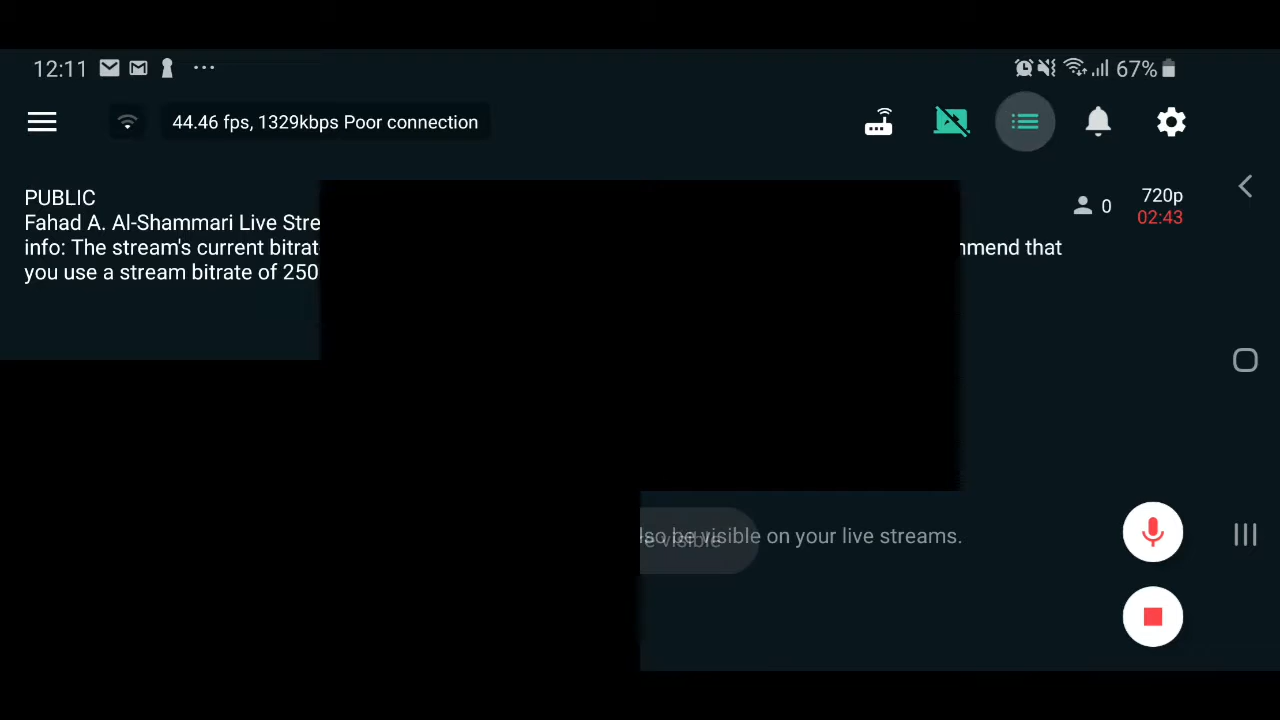 12:11
67%
44.46 fps, 1329kbps Poor connection
PUBLIC
0
720p
Fahad A. Al-Shammari Live Stre
02:43
info: The stream's current bitrat
mmend that
you use a stream bitrate of 250
be visible on your live streams.
visible